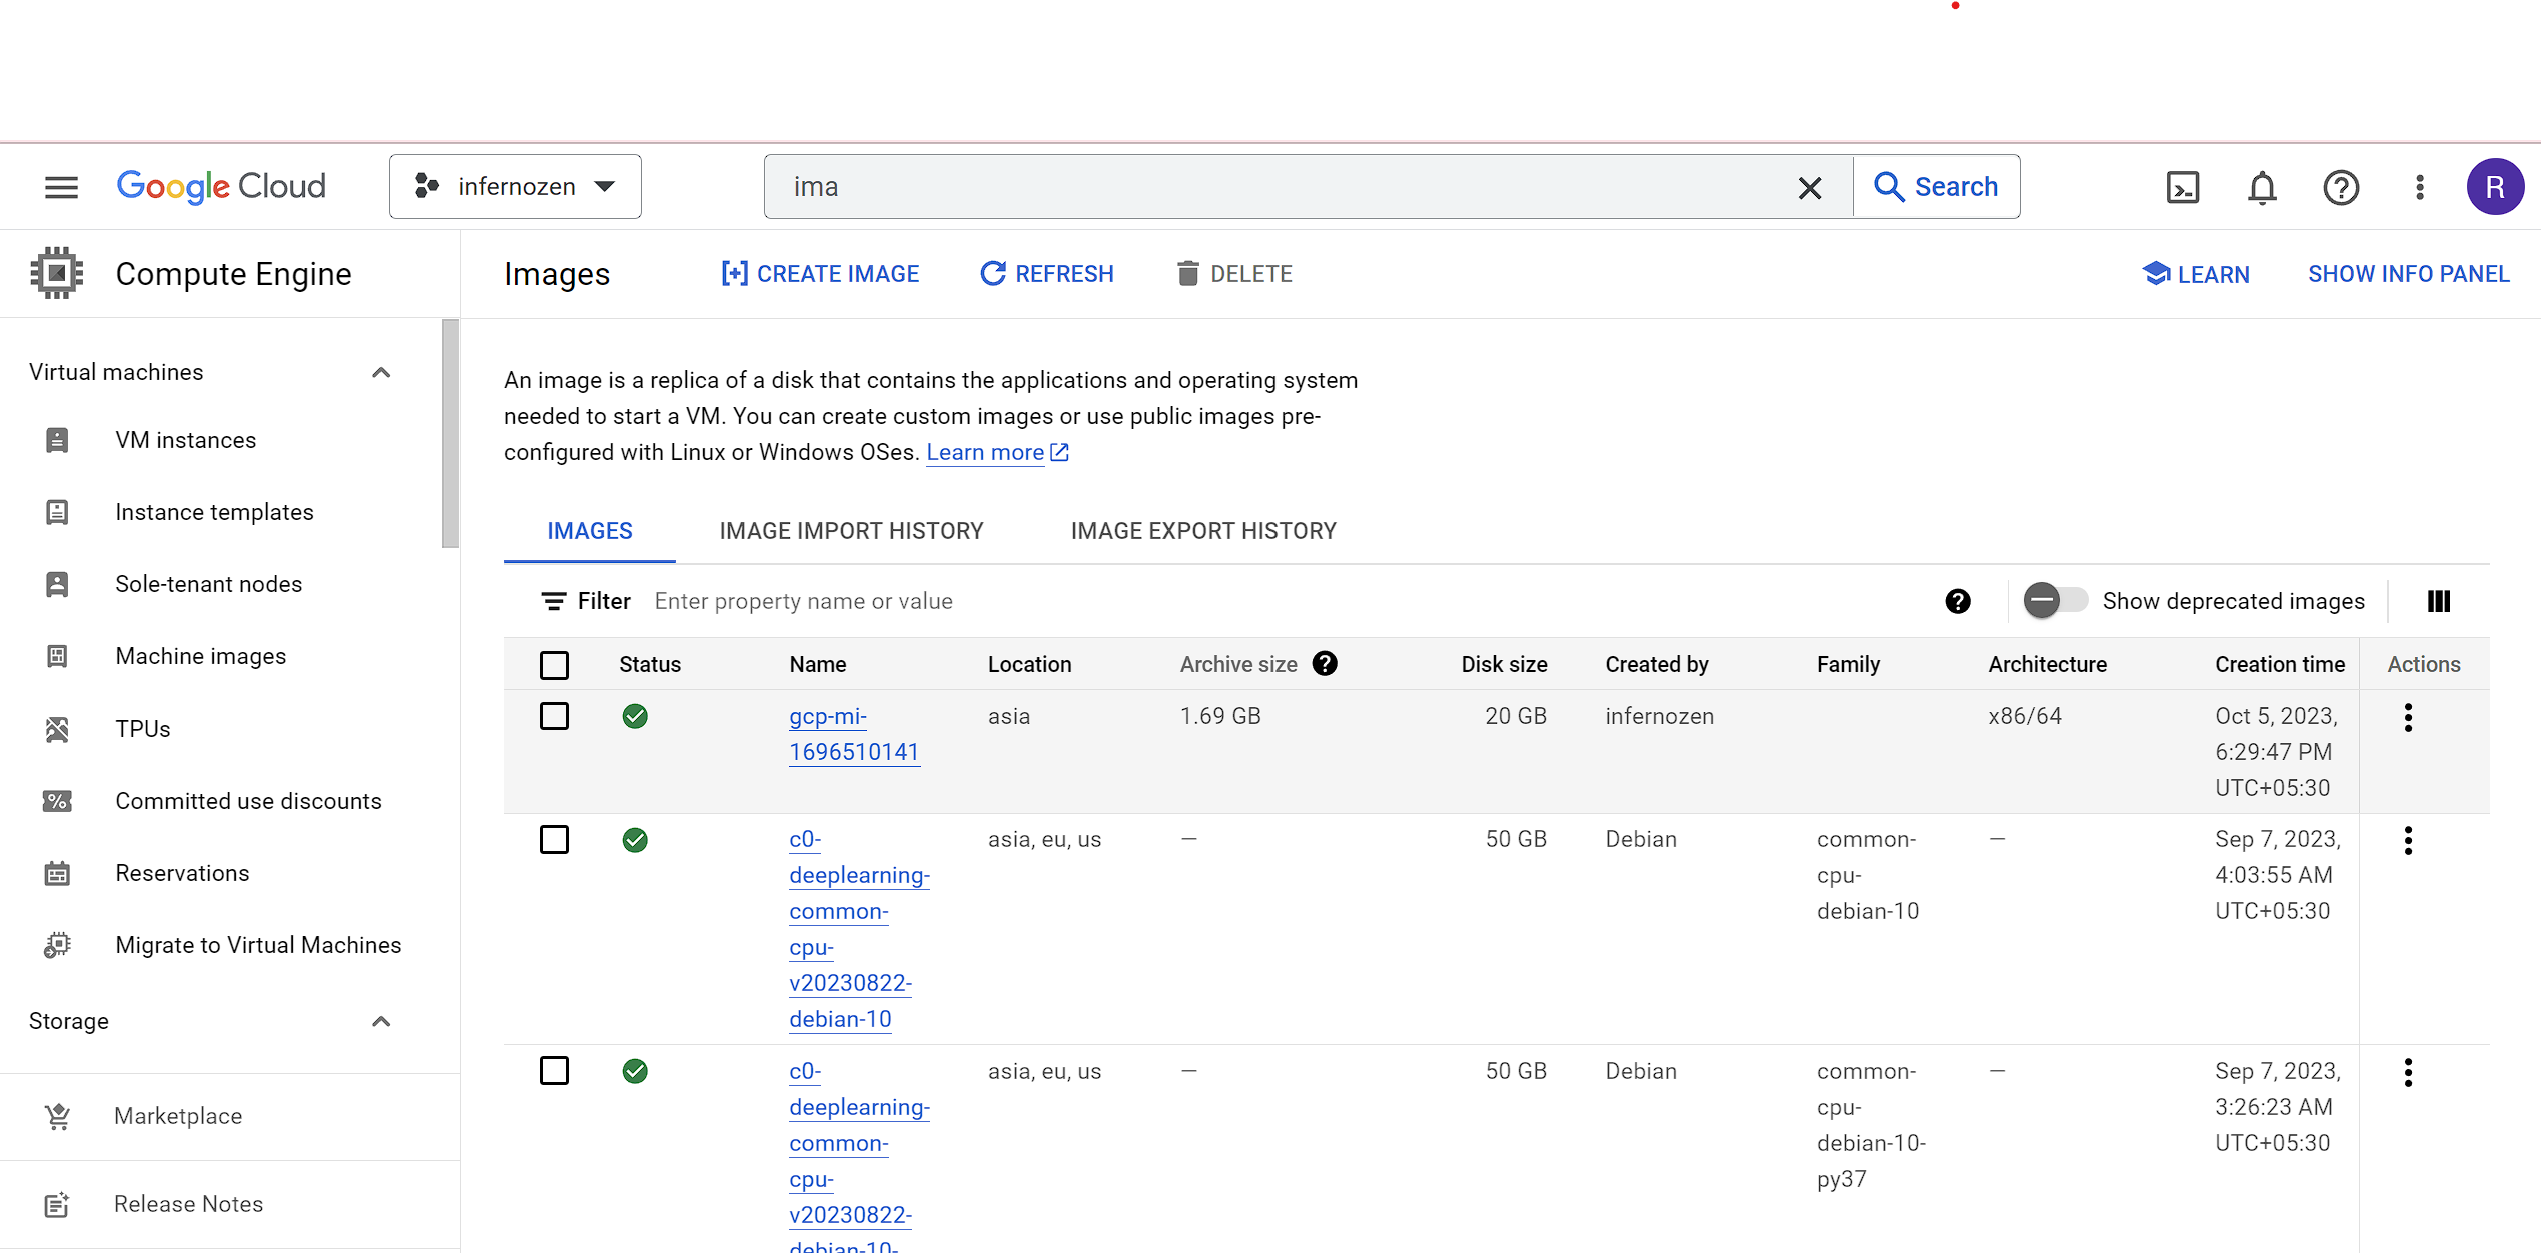 Google Cloud
infernozen
ima
Search
R
Compute Engine
Images
CREATE IMAGE
REFRESH
DELETE
LEARN
SHOW INFO PANEL
Virtual machines
VM instances
Instance templates
Sole-tenant nodes
Machine images
TPUs
Committed use discounts
Reservations
Migrate to Virtual Machines
Storage
Marketplace
Release Notes
An image is a replica of a disk that contains the applications and operating system
needed to start a VM. You can create custom images or use public images pre-
configured with Linux or Windows OSes. Learn more
IMAGES IMAGE IMPORT HISTORY IMAGE EXPORT HISTORY
Filter Enter property name or value
Show deprecated images
Status Name Location Archive size Disk size Created by Family Architecture Creation time Actions
gcp-mi- asia 1.69 GB 20 GB infernozen x86/64 Oct 5, 2023,
1696510141 6:29:47 PM
UTC+05:30
c0- asia, eu, us — 50 GB Debian common- — Sep 7, 2023,
deeplearning- cpu- 4:03:55 AM
common- debian-10 UTC+05:30
cpu-
v20230822-
debian-10
c0- asia, eu, us — 50 GB Debian common- — Sep 7, 2023,
deeplearning- cpu- 3:26:23 AM
common- debian-10- UTC+05:30
cpu- py37
v20230822-
debian-10-